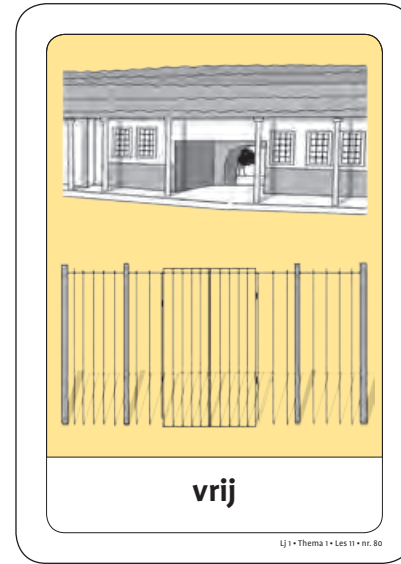 vrij
Lj 1 • Thema 1 • Les 11 • nr. 80